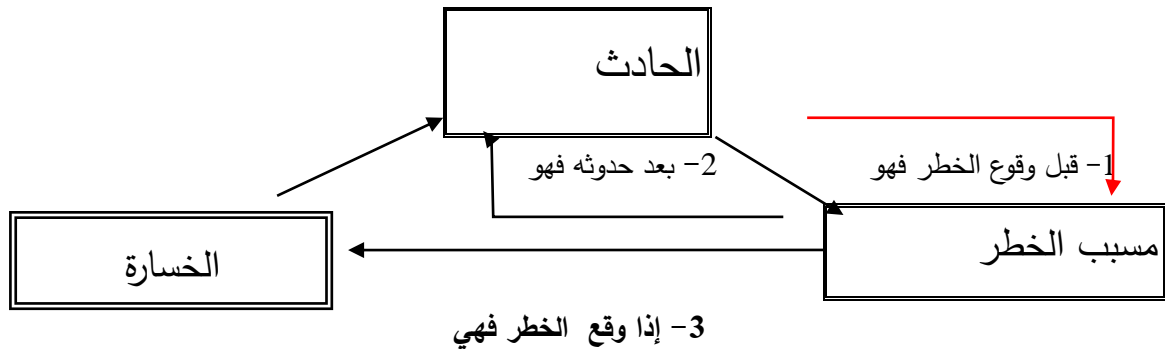 الحادث
1- قبل وقوع الخطر فهو
2- بعد حدوثه فهو
مسبب الخطر
الخسارة
3- إذا وقع الخطر فهي